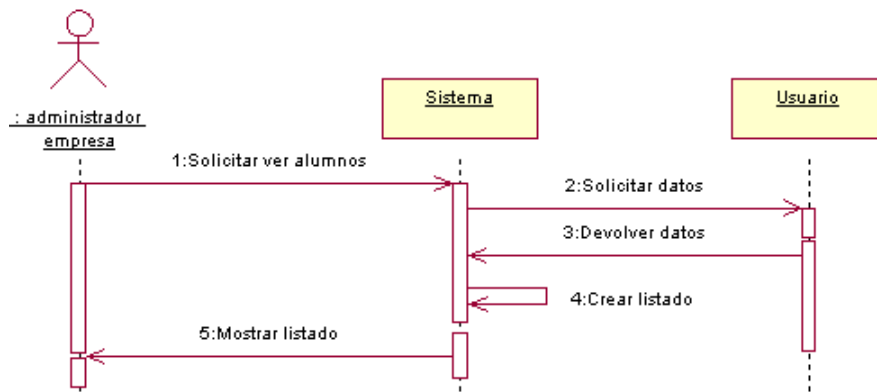 : administrador
empresa
Sistema
Usuario
1:Solicitar ver alumnos
2:Solicitar datos
3:Devolver datos
4:Crear listado
5:Mostrar listado